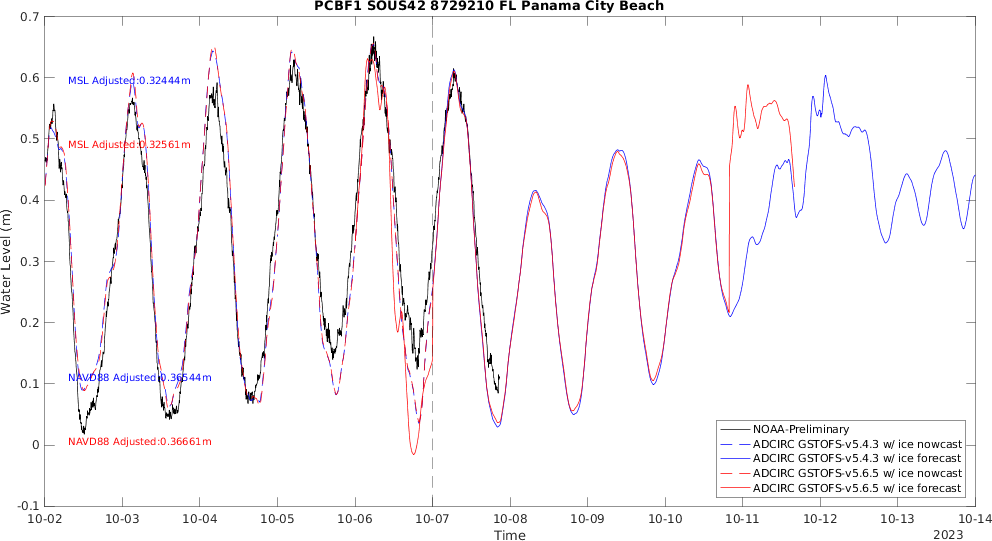 PCBF1 SOUS42 8729210 FL Panama City Beach
0.7
0.6
0.5
0.4
0.3
0.2
0.1
0
-0.1
Water Level (m)
MSL Adjusted:0.32444m
MSL Adjusted:0.32561m
NAVD88 Adjusted:0.36544m
NAVD88 Adjusted:0.36661m
NOAA-Preliminary
ADCIRC GSTOFS-v5.4.3 w/ ice nowcast
ADCIRC GSTOFS-v5.4.3 w/ ice forecast
ADCIRC GSTOFS-v5.6.5 w/ ice nowcast
ADCIRC GSTOFS-v5.6.5 w/ ice forecast
10-02 10-03 10-04 10-05 10-06 10-07 10-08 10-09 10-10 10-11 10-12 10-13 10-14
Time
2023